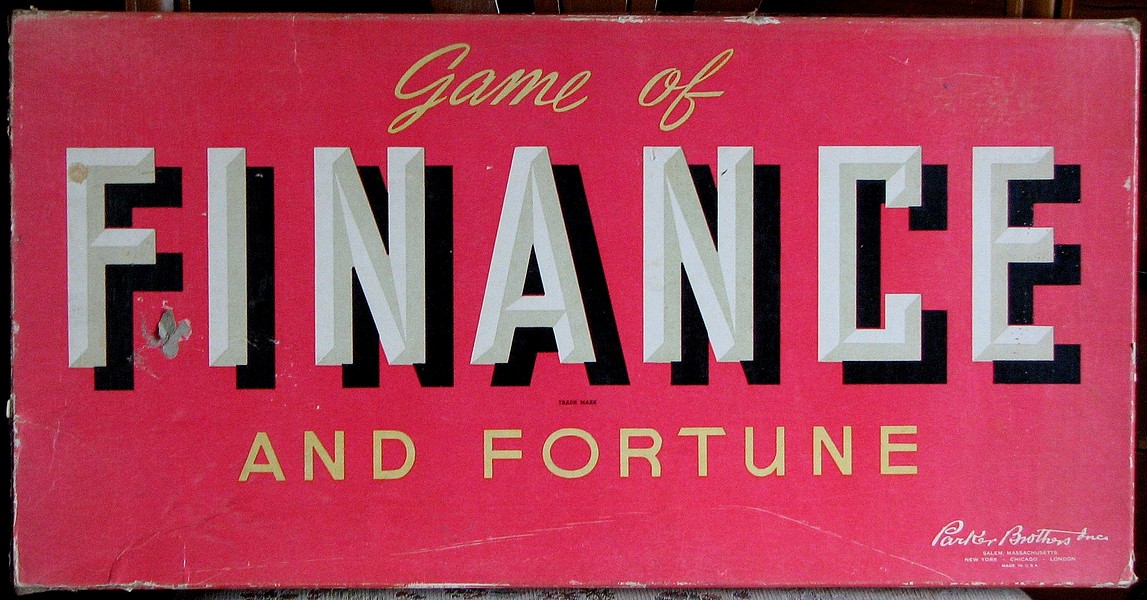 Game of
FINANCE
TRADE MARK
AND FORTUNE
Parker Brothers Inc.
SALEM, MASSACHUSETTS
NEW YORK - CHICAGO - LONDON
MADE IN U.S.A.